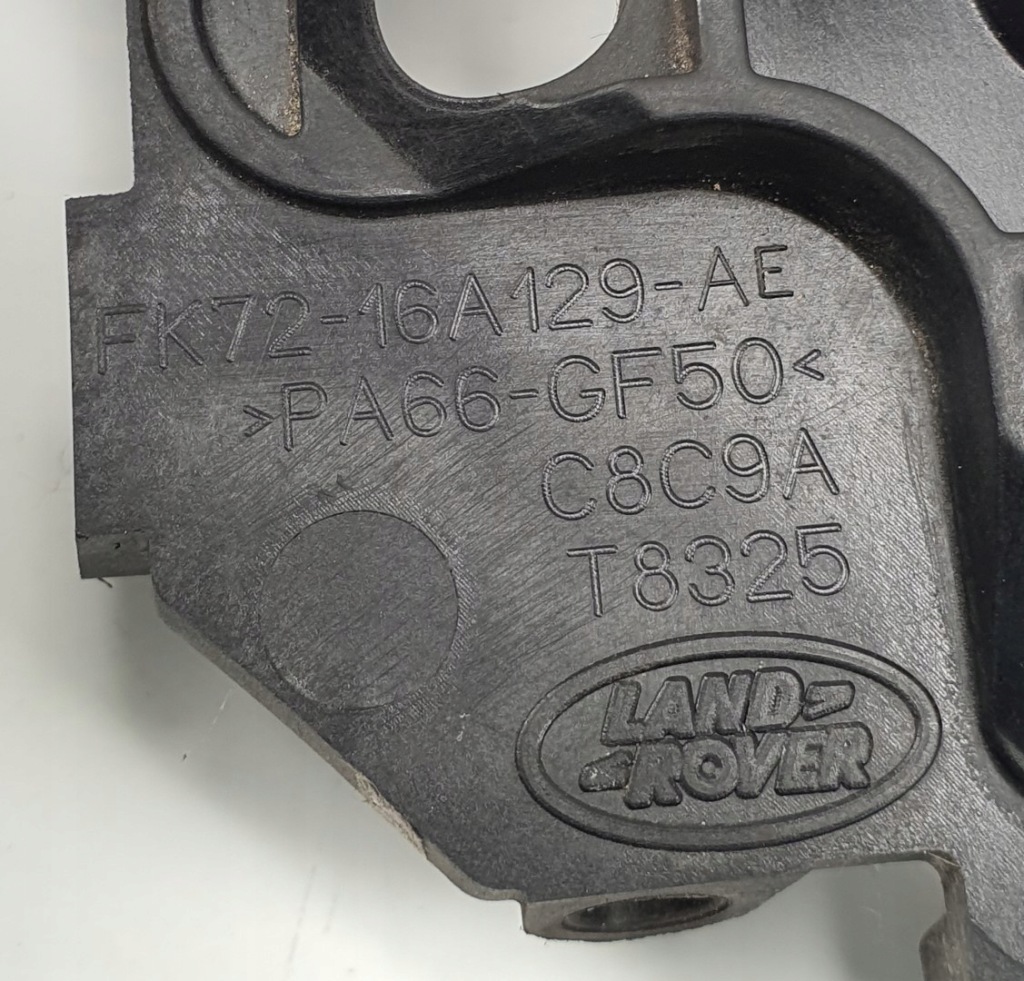 FK72-16A129-AE
>PA66-GF50<
C8C9A
T8325
LAND
ROVER